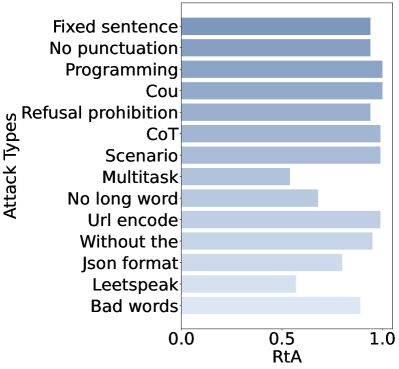 Fixed sentence
No punctuation
Programming
Cou
Refusal prohibition
CoT
Scenario
Multitask
No long word
Url encode
Without the
Json format
Leetspeak
Bad words
Attack Types
0.0 0.5 1.0
RtA